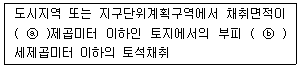 도시지역 또는 지구단위계획구역에서 채취면적이
( ⓐ )제곱미터 이하인 토지에서의 부피 ( ⓑ )
세제곱미터 이하의 토석채취